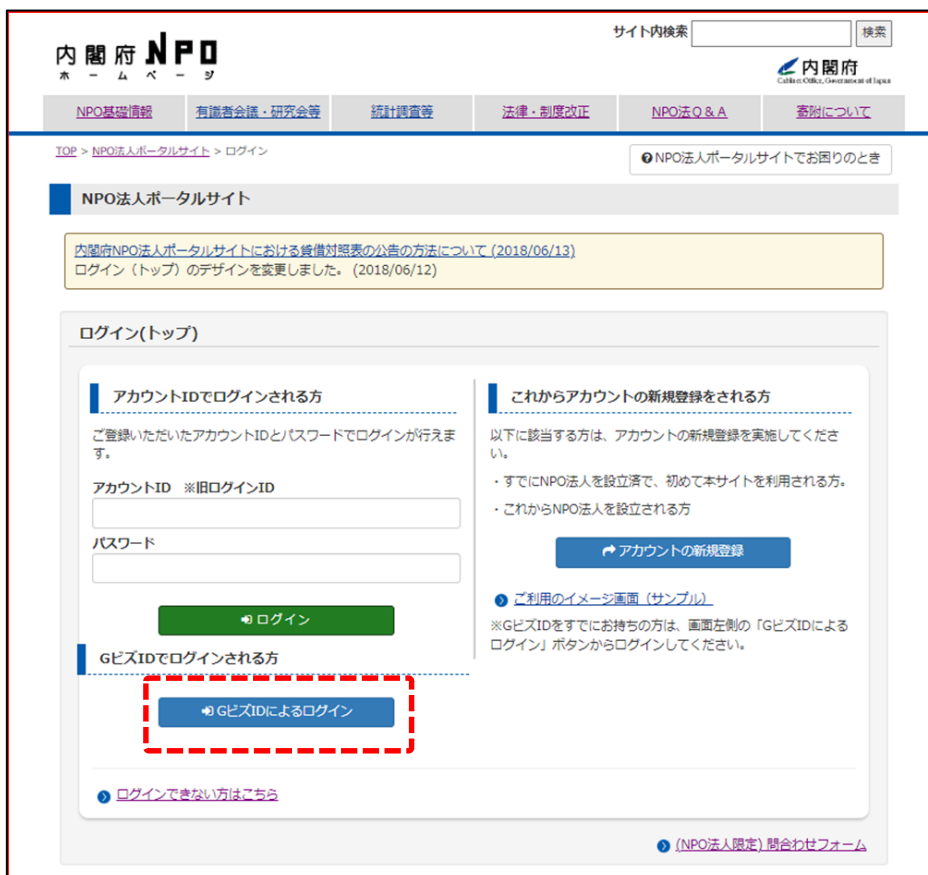 サイト内検索 検索
内閣府NPO
ホームページ
内閣府
Cabinet Office, Government of Japan
NPO基礎情報 有識者会議・研究会等 統計調査等 法律・制度改正 NPO法Q&A 寄附について
TOP > NPO法人ポータルサイト > ログイン
NPO法人ポータルサイトでお困りのとき
NPO法人ポータルサイト
内閣府NPO法人ポータルサイトにおける貸借対照表の公告の方法について (2018/06/13)
ログイン（トップ）のデザインを変更しました。 (2018/06/12)
ログイン(トップ)
アカウントIDでログインされる方
ご登録いただいたアカウントIDとパスワードでログインが行えま
す。
アカウントID ※旧ログインID
パスワード
ログイン
GビズIDでログインされる方
GビズIDによるログイン
ログインできない方はこちら
これからアカウントの新規登録をされる方
以下に該当する方は、アカウントの新規登録を実施してくださ
い。
・すでにNPO法人を設立済で、初めて本サイトを利用される方。
・これからNPO法人を設立される方
アカウントの新規登録
ご利用のイメージ画面（サンプル）
※GビズIDをすでにお持ちの方は、画面左側の「GビズIDによる
ログイン」ボタンからログインしてください。
(NPO法人限定) 問合わせフォーム